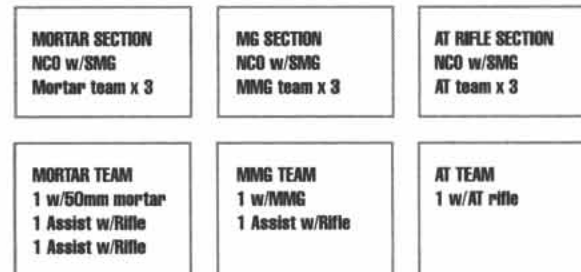 MORTAR SECTION
NCO w/SMG
Mortar team x 3
MG SECTION
NCO w/SMG
MMG team x 3
AT RIFLE SECTION
NCO w/SMG
AT team x 3
MORTAR TEAM
1 w/50mm mortar
1 Assist w/Rifle
1 Assist w/Rifle
MMG TEAM
1 w/MMG
1 Assist w/Rifle
AT TEAM
1 w/AT rifle